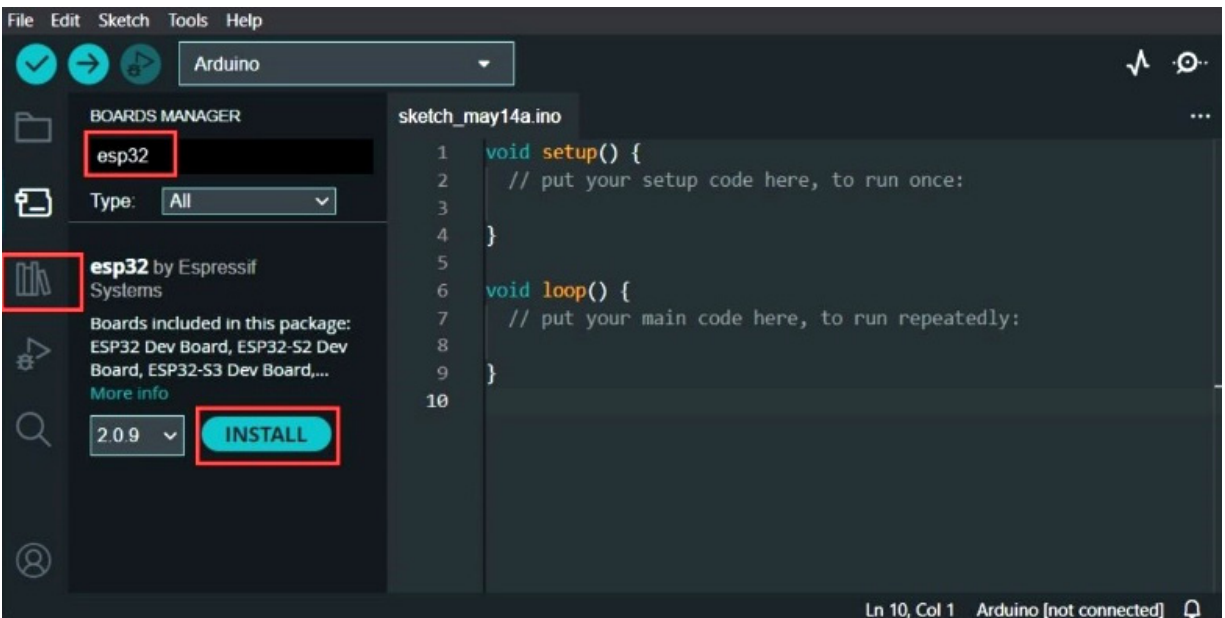 File Edit Sketch Tools Help
Arduino
BOARDS MANAGER
esp32
Type: All
esp32 by Espressif
Systems
Boards included in this package:
ESP32 Dev Board, ESP32-S2 Dev
Board, ESP32-S3 Dev Board,...
More info
2.0.9 INSTALL
sketch_may14a.ino ...
1 void setup() {
2 // put your setup code here, to run once:
3
4 }
5
6 void loop() {
7 // put your main code here, to run repeatedly:
8
9 }
10
Ln 10, Col 1 Arduino [not connected]